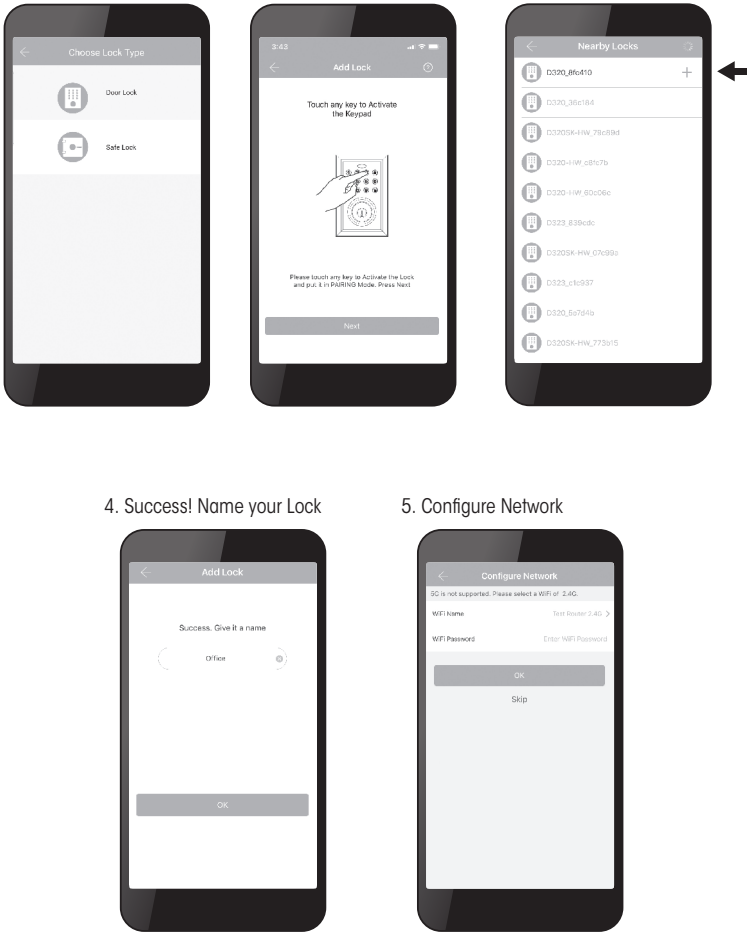 Choose Lock Type
Door Lock
Safe Lock
3:43
Add Lock
?
Touch any key to Activate
the Keypad
Please touch any key to Activate the Lock
and put it in PAIRING Mode. Press Next
Next
Nearby Locks
D320_8fc410
+
D320_36c184
D320SK-HW_78c89d
D320-HW_c8fc7b
D320-HW_60c06c
D323_839cdc
D320SK-HW_07c99a
D323_c1c937
D320_5c7d4b
D320SK-HW_773b15
4. Success! Name your Lock
Add Lock
Success. Give it a name
Office
OK
5. Configure Network
Configure Network
5G is not supported. Please select a WiFi of 2.4G.
WiFi Name
Test Router 2.4G >
WiFi Password
Enter WiFi Password
OK
Skip